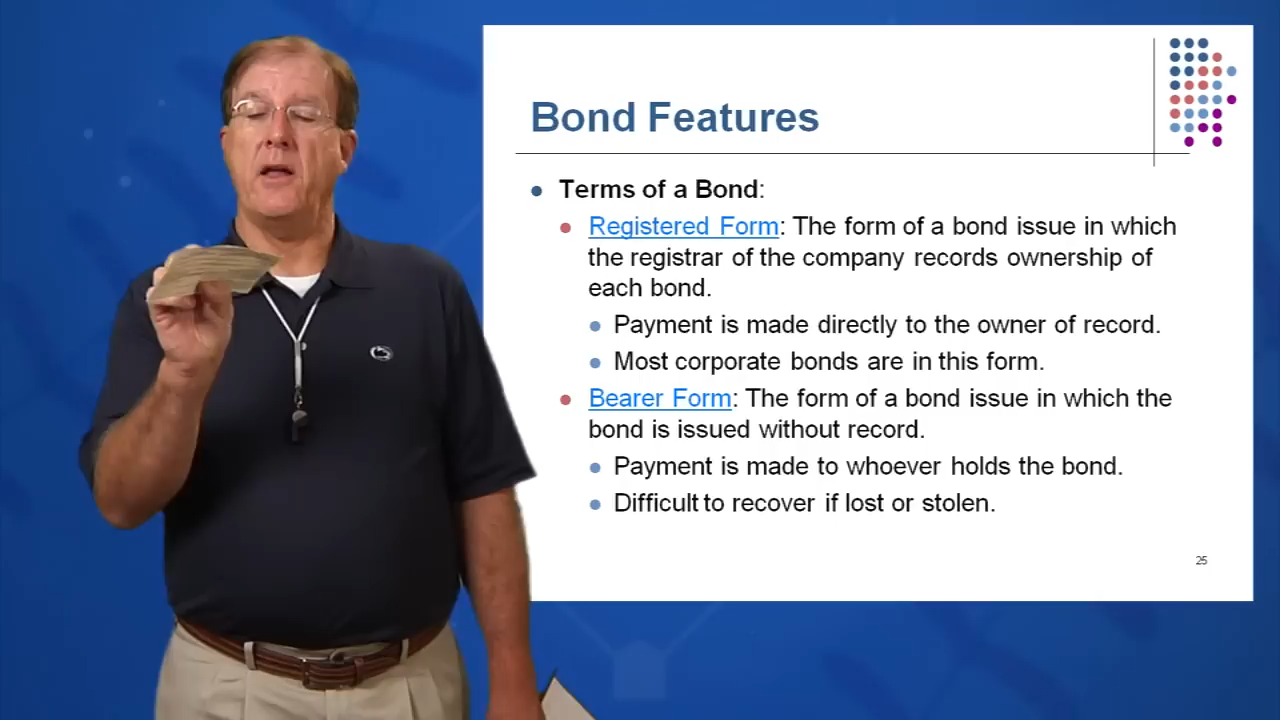 Bond Features
Terms of a Bond:
Registered Form: The form of a bond issue in which
the registrar of the company records ownership of
each bond.
Payment is made directly to the owner of record.
Most corporate bonds are in this form.
Bearer Form: The form of a bond issue in which the
bond is issued without record.
Payment is made to whoever holds the bond.
Difficult to recover if lost or stolen.
25